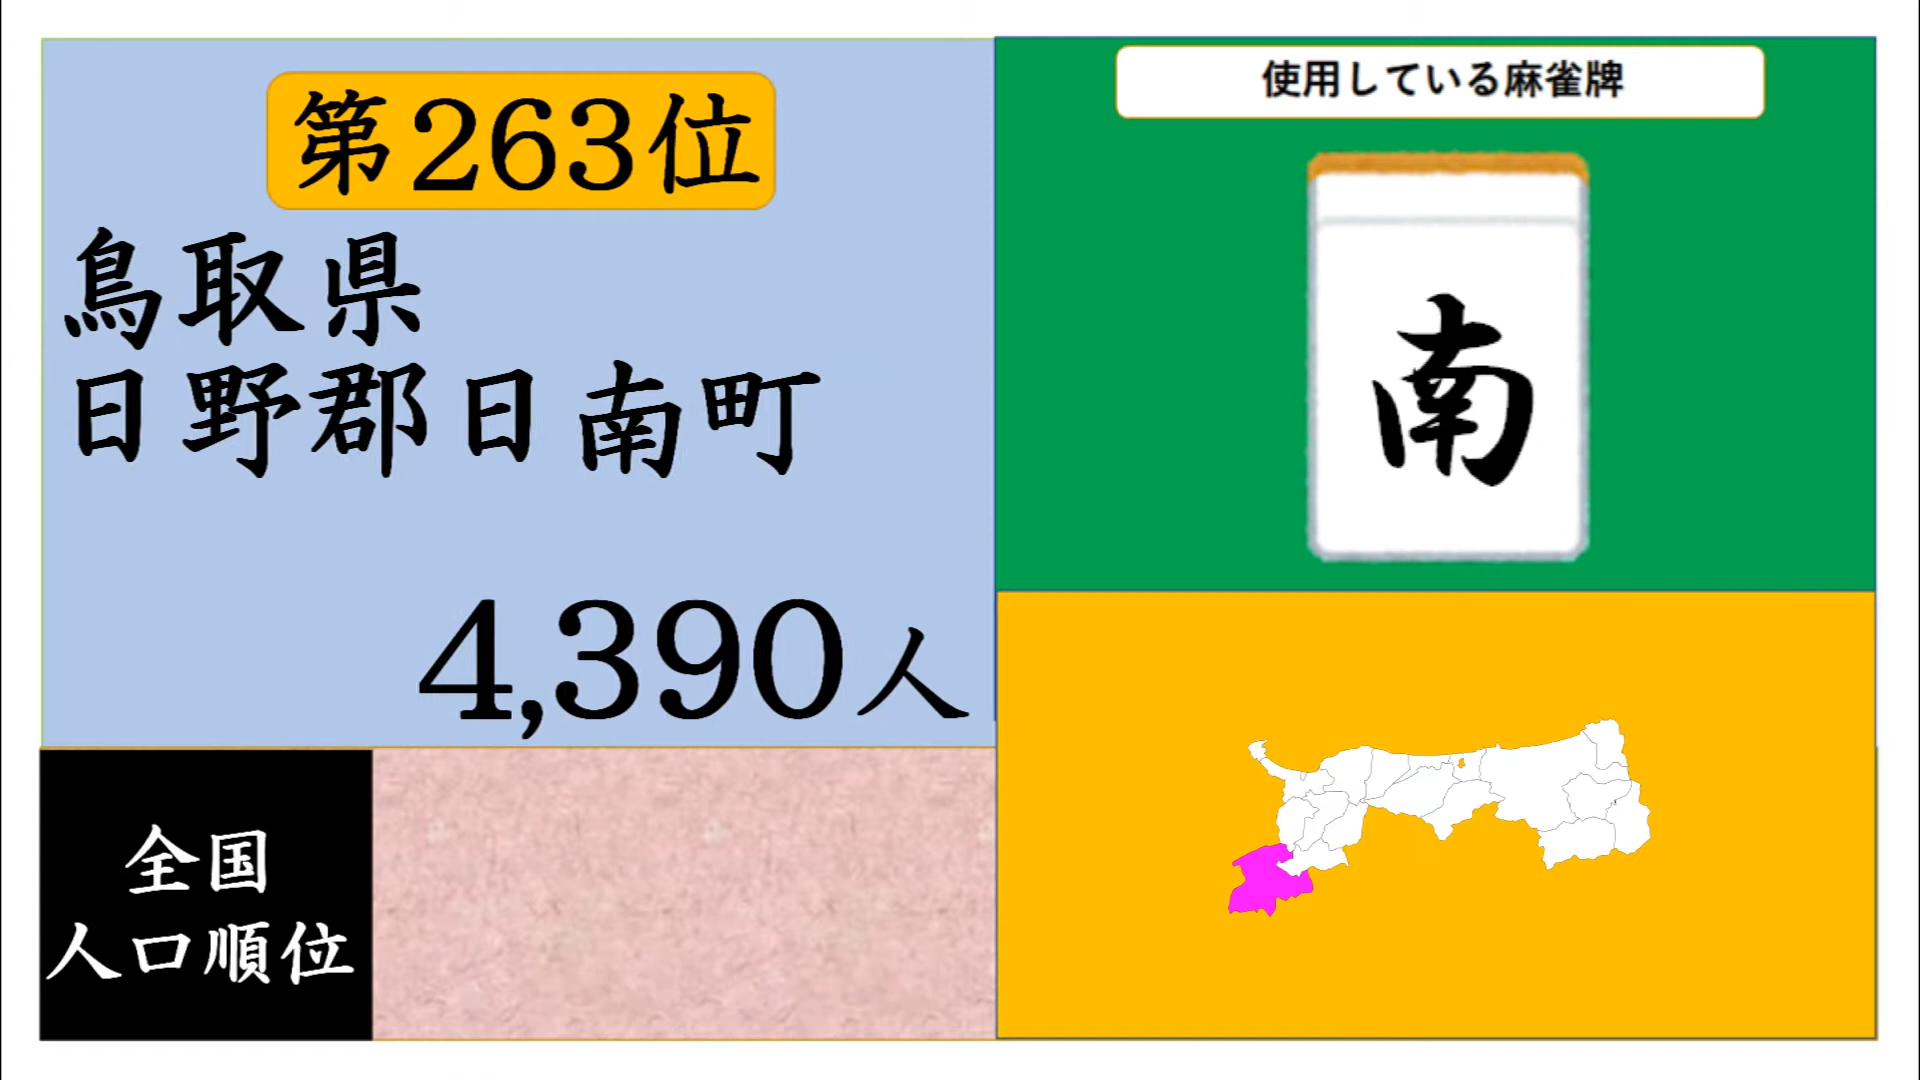 第263位
鳥取県
日野郡日南町
4,390人
全国
人口順位
使用している麻雀牌
南